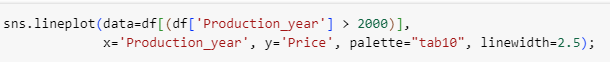 sns.lineplot(data=df[(df['Production_year'] > 2000)],
x='Production_year', y='Price', palette="tab10", linewidth=2.5);